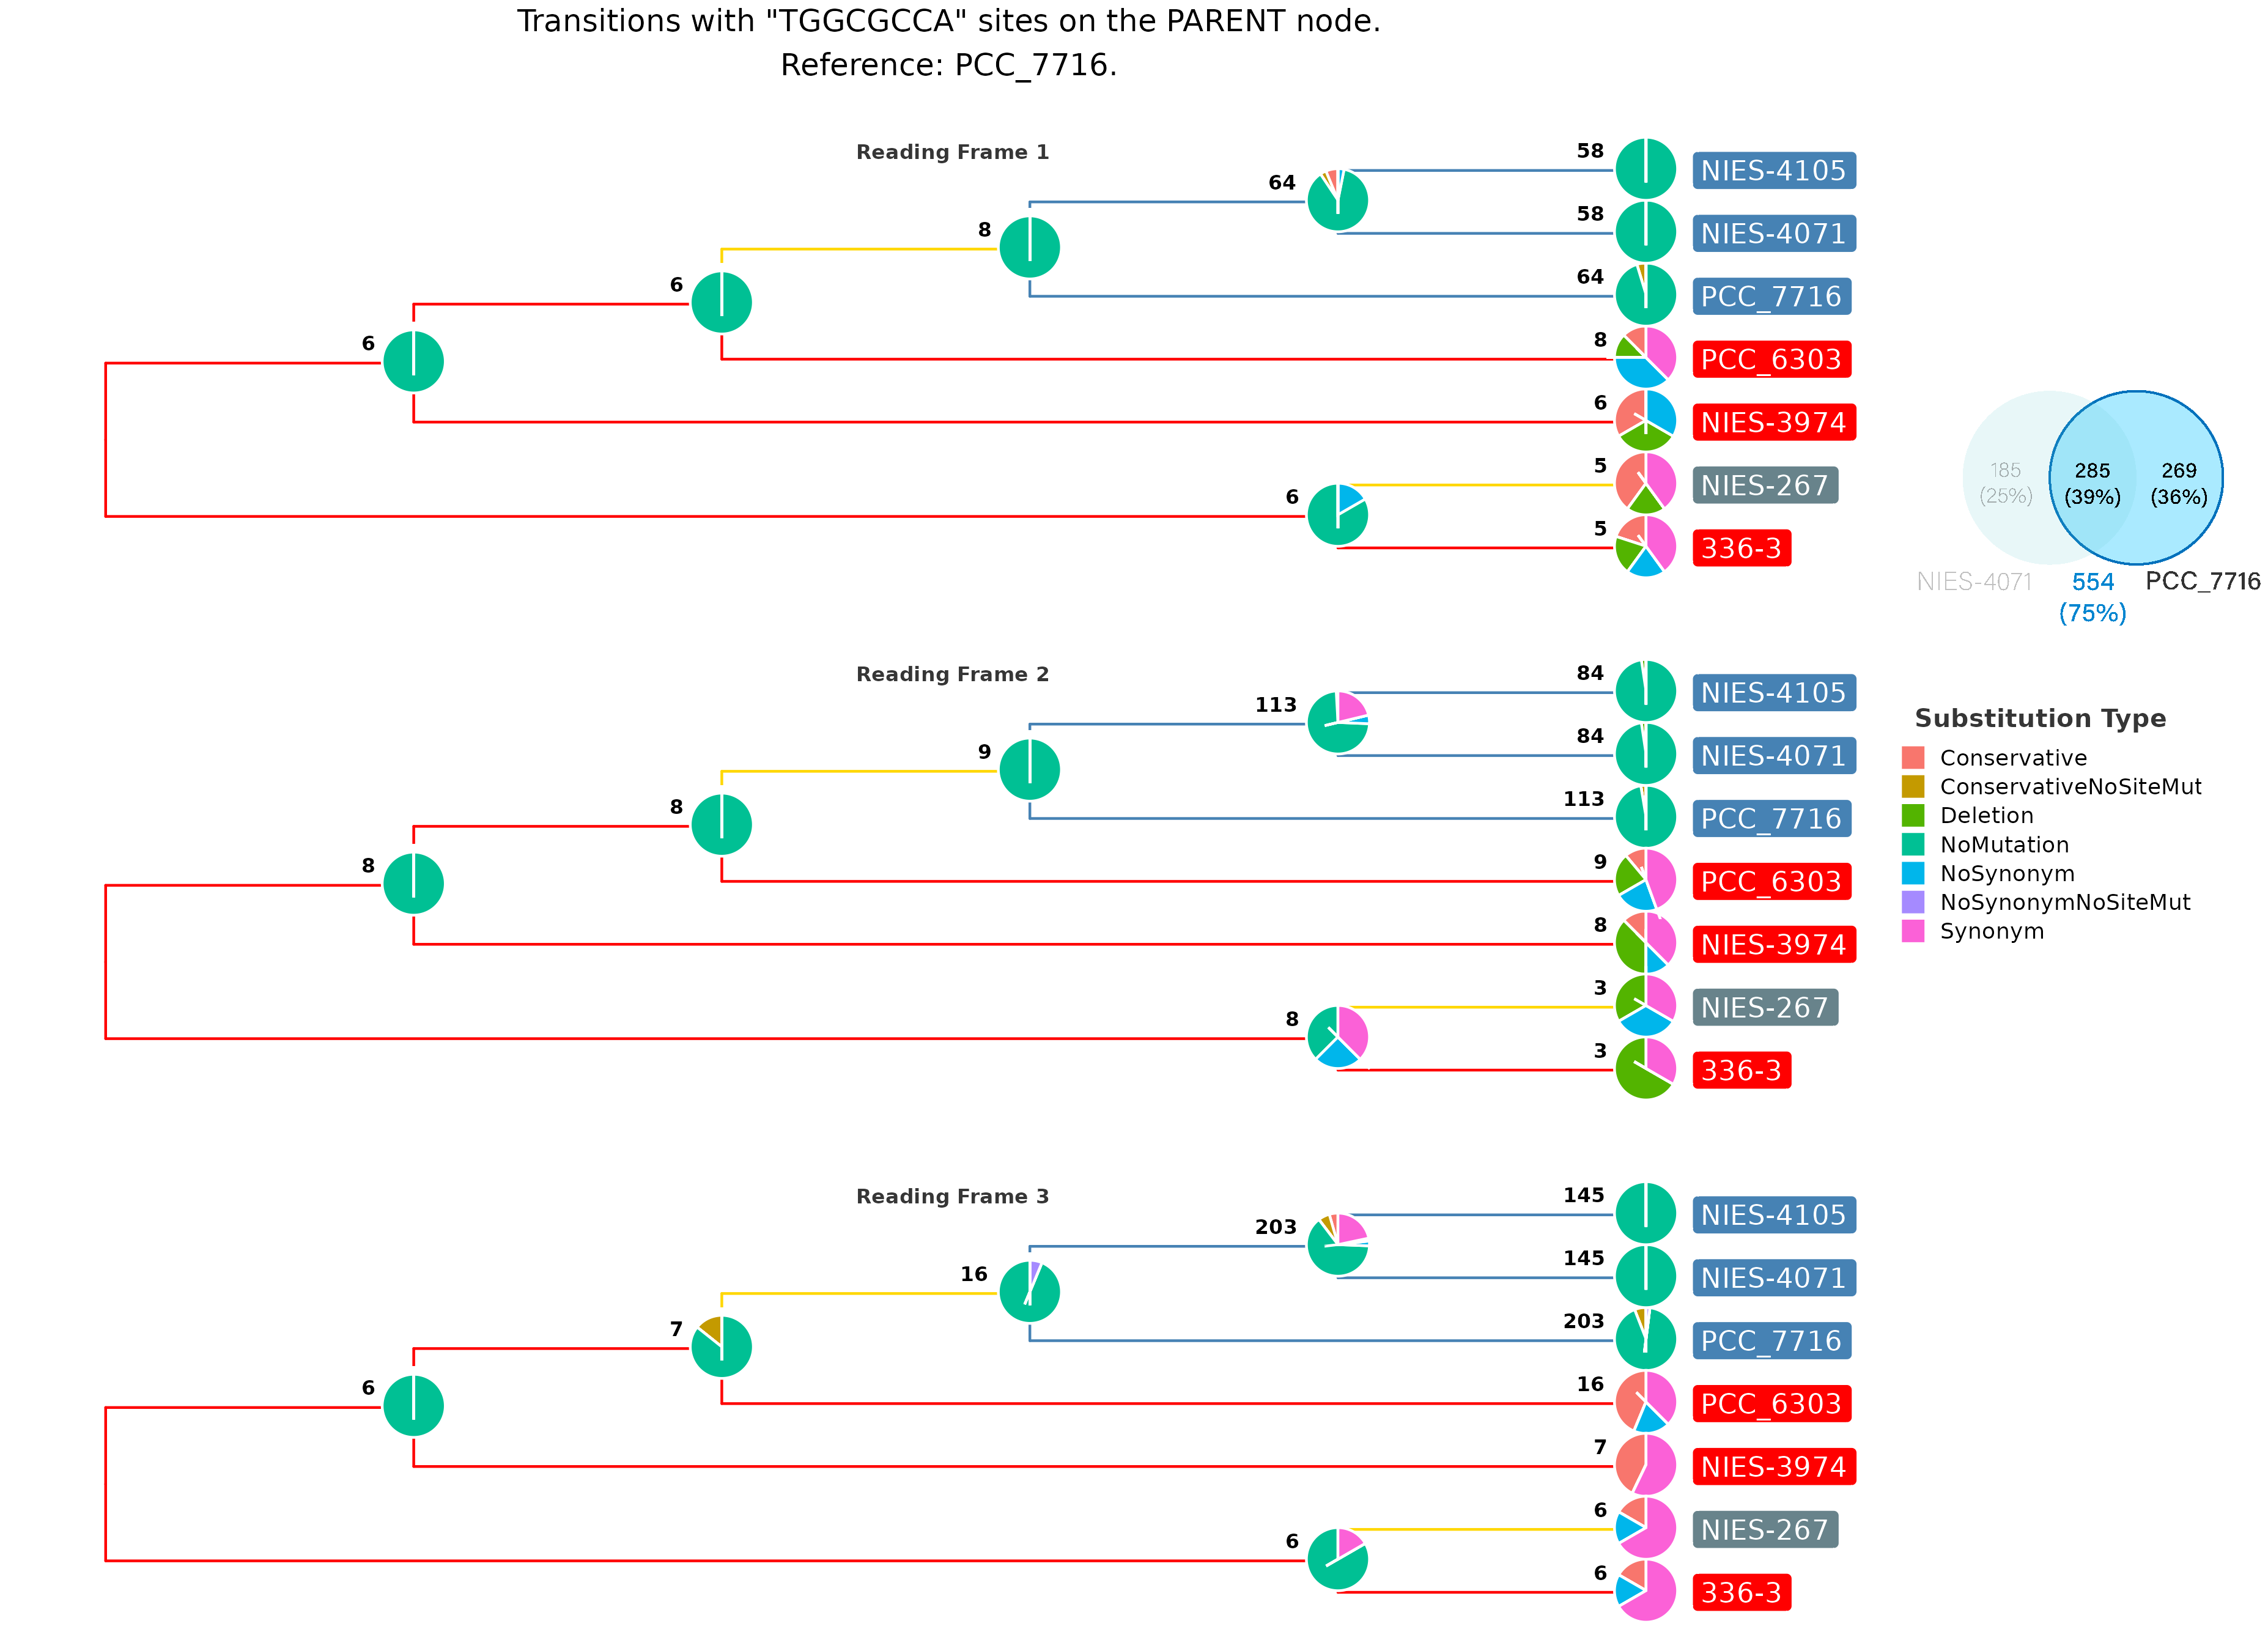 Transitions with "TGGCGCCA" sites on the PARENT node.
Reference: PCC_7716.
Reading Frame 1
58
NIES-4105
64
58
NIES-4071
8
64
PCC_7716
6
8
PCC_6303
6
6
NIES-3974
5
NIES-267
6
5
336-3
185
(25%)
285
(39%)
269
(36%)
NIES-4071
554
(75%)
PCC_7716
Reading Frame 2
84
NIES-4105
113
84
NIES-4071
9
113
PCC_7716
8
9
PCC_6303
8
8
NIES-3974
3
NIES-267
8
3
336-3
Substitution Type
Conservative
ConservativeNoSiteMut
Deletion
NoMutation
NoSynonym
NoSynonymNoSiteMut
Synonym
Reading Frame 3
145
NIES-4105
203
145
NIES-4071
16
203
PCC_7716
7
16
PCC_6303
6
7
NIES-3974
6
NIES-267
6
6
336-3